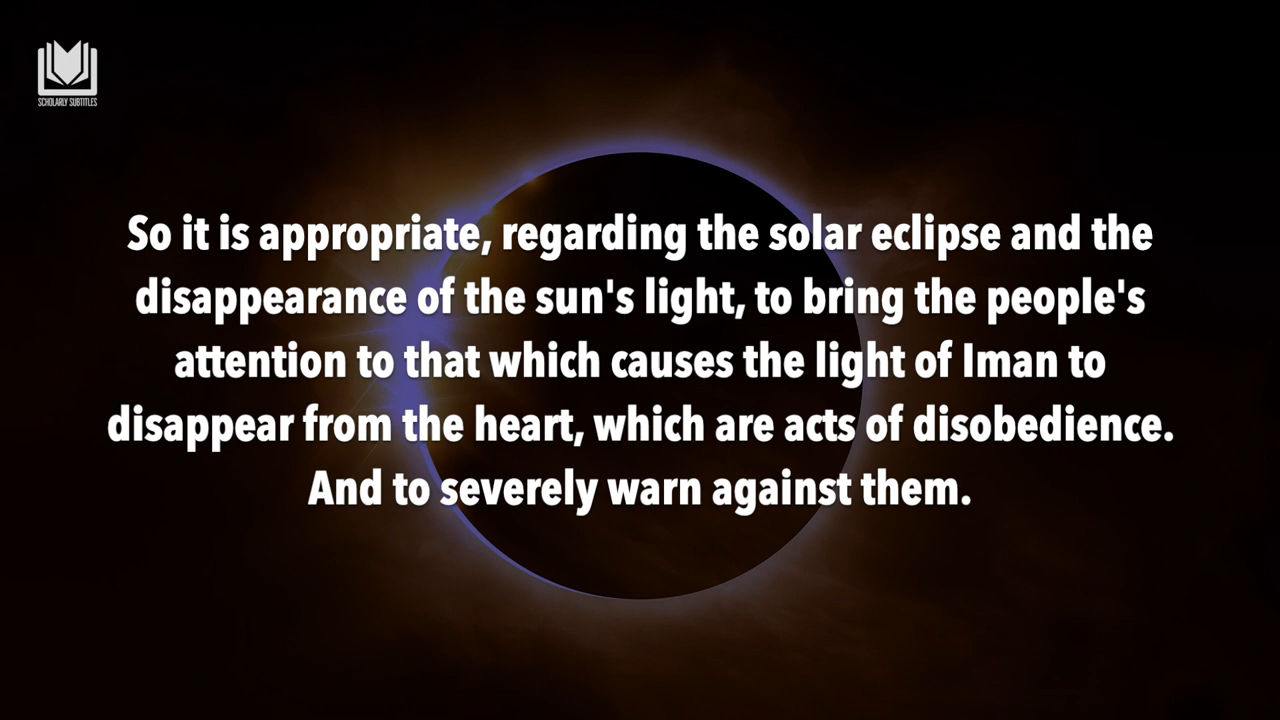 SCHOLARLY SUBTITLES
So it is appropriate, regarding the solar eclipse and the
disappearance of the sun's light, to bring the people's
attention to that which causes the light of Iman to
disappear from the heart, which are acts of disobedience.
And to severely warn against them.